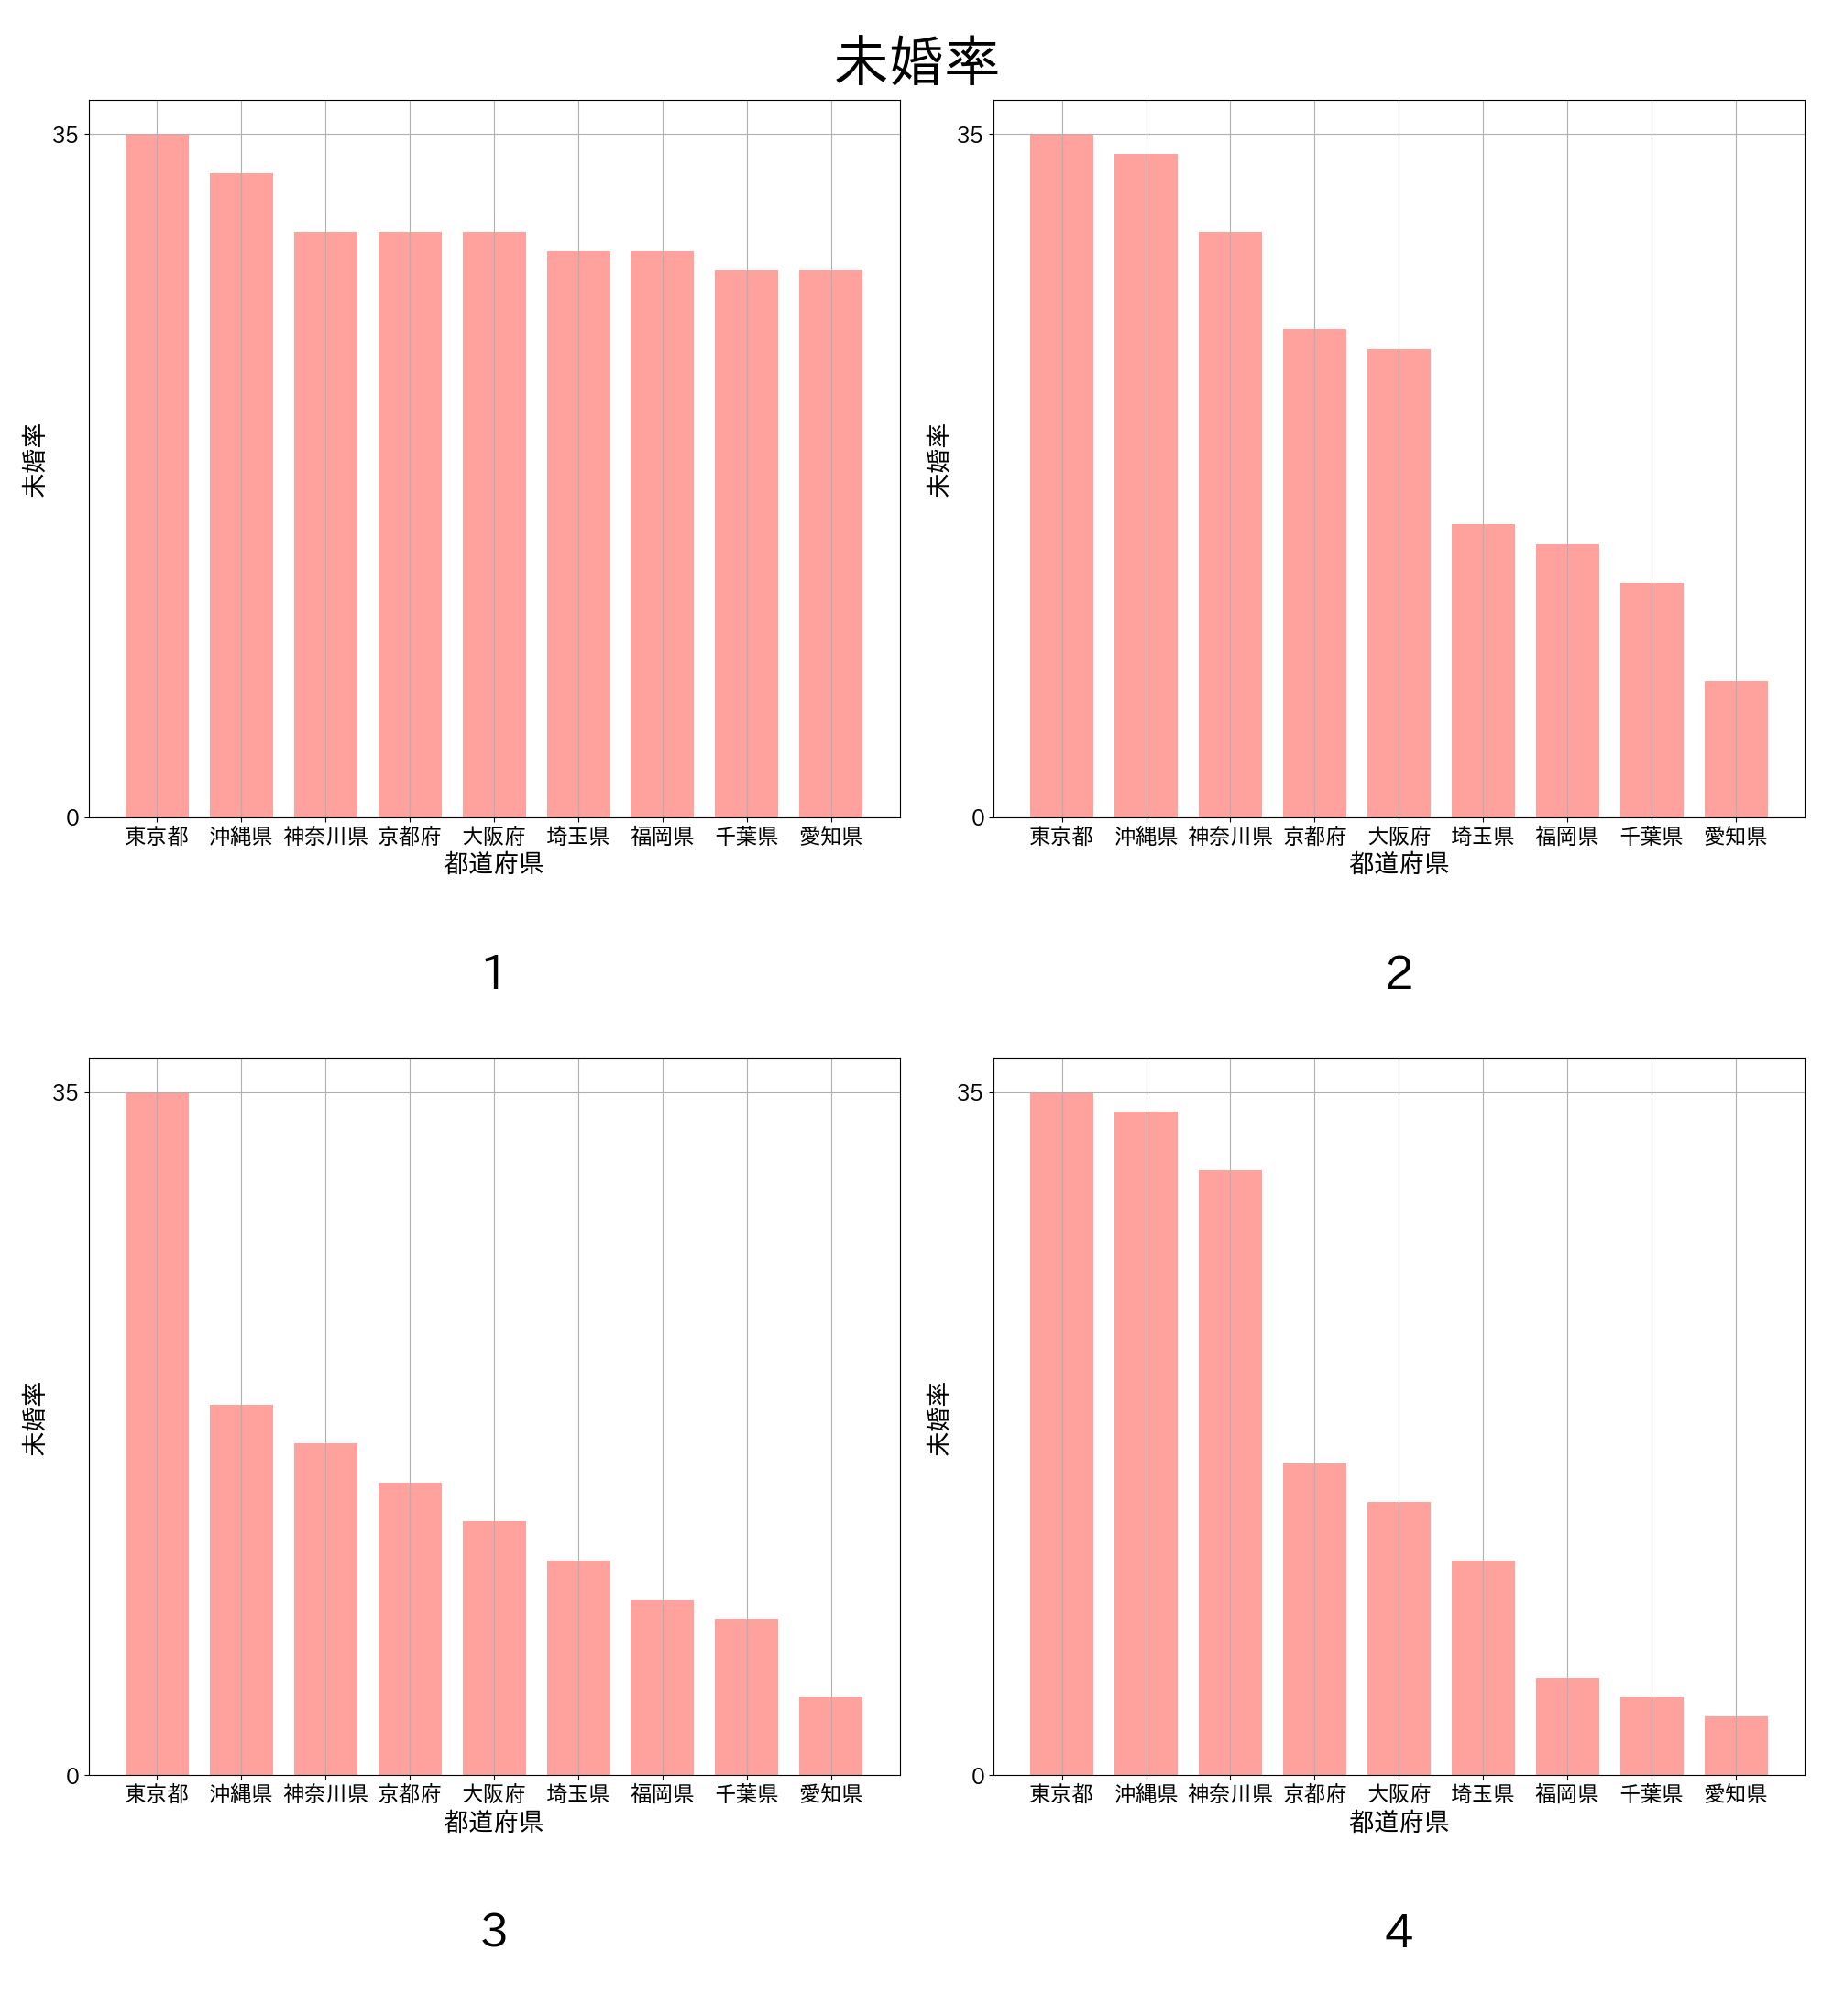 未婚率
35
0
未婚率
東京都 沖縄県 神奈川県 京都府 大阪府 埼玉県 福岡県 千葉県 愛知県
都道府県
1
35
0
未婚率
東京都 沖縄県 神奈川県 京都府 大阪府 埼玉県 福岡県 千葉県 愛知県
都道府県
2
35
0
未婚率
東京都 沖縄県 神奈川県 京都府 大阪府 埼玉県 福岡県 千葉県 愛知県
都道府県
3
35
0
未婚率
東京都 沖縄県 神奈川県 京都府 大阪府 埼玉県 福岡県 千葉県 愛知県
都道府県
4